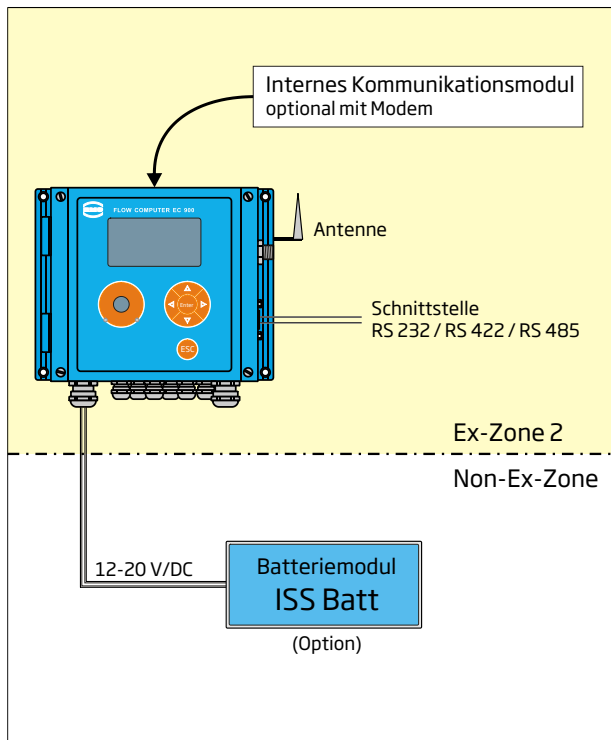 Internes Kommunikationsmodul
optional mit Modem
FLOW COMPUTER EC 900
Antenne
Enter
Schnittstelle
RS 232 / RS 422 / RS 485
ESC
Ex-Zone 2
Non-Ex-Zone
12-20 V/DC
Batteriemodul
ISS Batt
(Option)